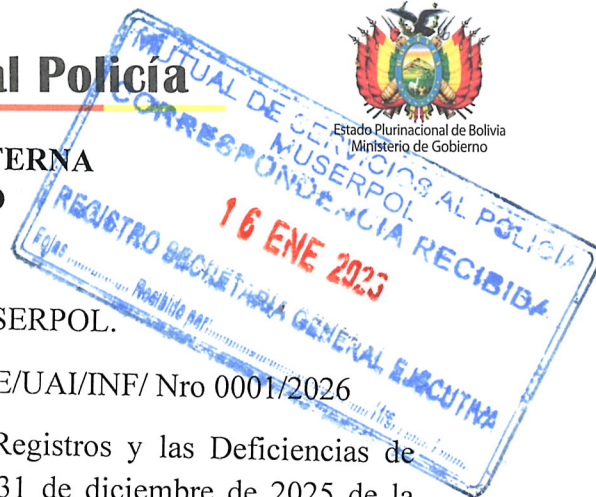 al Policía
Estado Plurinacional de Bolivia
Ministerio de Gobierno
MUTUAL DE SERVICIOS AL POLICIA
MUSERPOL
CORRESPONDENCIA RECIBIDA
16 ENE
REGISTRO SECRETARIA GENERAL EJECUTIVA
Fojas
Recibido por:
Hrs.
TERNA
SERPOL.
E/UAI/INF/ Nro 0001/2026
Registros y las Deficiencias de
31 de diciembre de 2025 de la